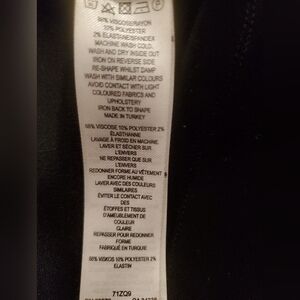 88% VISCOSE/RAYON
10% POLYESTER
2% ELASTANE/SPANDEX
MACHINE WASH COLD.
WASH AND DRY INSIDE OUT
IRON ON REVERSE SIDE
RE-SHAPE WHILST DAMP
WASH WITH SIMILAR COLOURS
AVOID CONTACT WITH LIGHT
COLOURED FABRICS AND
UPHOLSTERY
IRON BACK TO SHAPE
MADE IN TURKEY
88% VISCOSE 10% POLYESTER 2%
ELASTHANNE
LAVAGE À FROID EN MACHINE
LAVER ET SÉCHER SUR
L'ENVERS
NE REPASSER QUE SUR
L'ENVERS
REDONNER FORME AU VÊTEMENT
ENCORE HUMIDE
LAVER AVEC DES COULEURS
SIMILAIRES
ÉVITER LE CONTACT AVEC
DES
ÉTOFFES ET TISSUS
D'AMEUBLEMENT DE
COULEUR
CLAIRE
REPASSER POUR REDONNER
FORME
FABRIQUÉ EN TURQUIE
88% VISKOS 10% POLYESTER 2%
ELASTIN
71ZQ9